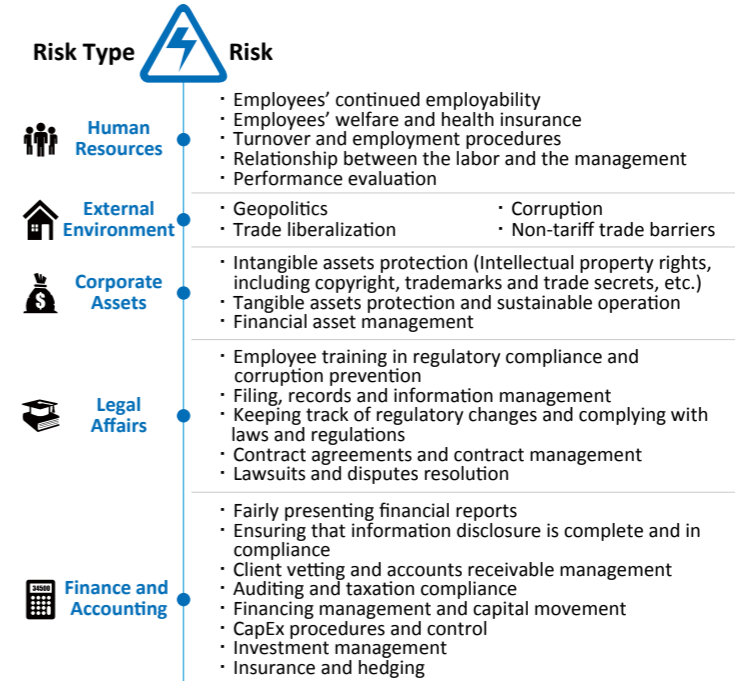 Risk Type Risk
Human
Resources
· Employees’ continued employability
· Employees’ welfare and health insurance
· Turnover and employment procedures
· Relationship between the labor and the management
· Performance evaluation
External
Environment
· Geopolitics
· Corruption
· Trade liberalization
· Non-tariff trade barriers
Corporate
Assets
· Intangible assets protection (Intellectual property rights,
including copyright, trademarks and trade secrets, etc.)
· Tangible assets protection and sustainable operation
· Financial asset management
Legal
Affairs
· Employee training in regulatory compliance and
corruption prevention
· Filing, records and information management
· Keeping track of regulatory changes and complying with
laws and regulations
· Contract agreements and contract management
· Lawsuits and disputes resolution
34500
Finance and
Accounting
· Fairly presenting financial reports
· Ensuring that information disclosure is complete and in
compliance
· Client vetting and accounts receivable management
· Auditing and taxation compliance
· Financing management and capital movement
· CapEx procedures and control
· Investment management
· Insurance and hedging